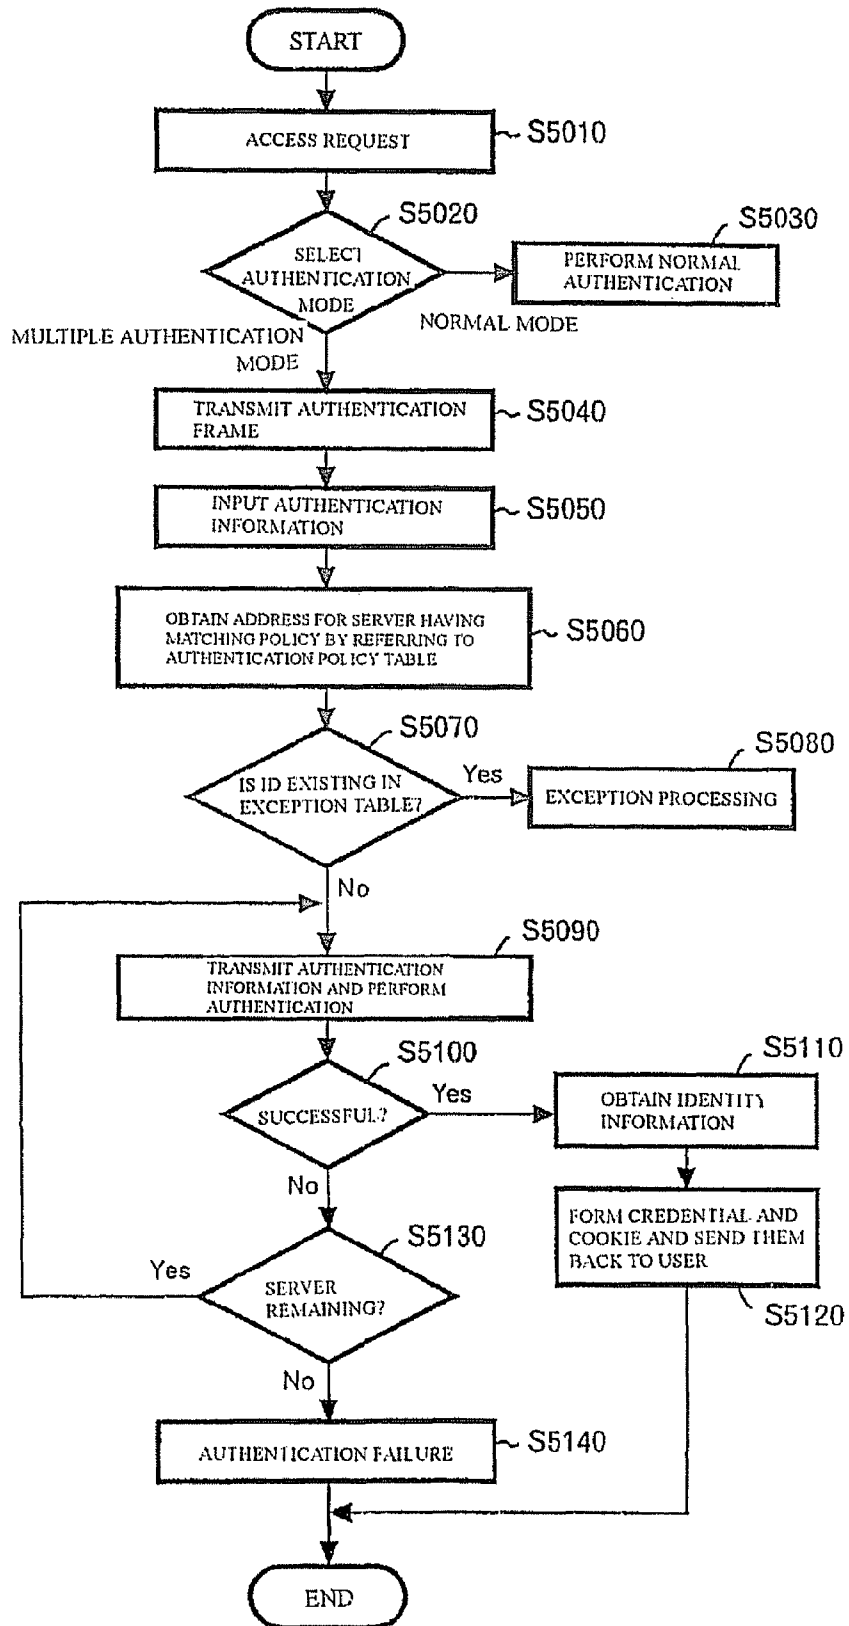 START
ACCESS REQUEST
S5010
S5020
SELECT
AUTHENTICATION
MODE
S5030
PERFORM NORMAL
AUTHENTICATION
NORMAL MODE
MULTIPLE AUTHENTICATION
MODE
TRANSMIT AUTHENTICATION
FRAME
S5040
INPUT AUTHENTICATION
INFORMATION
S5050
OBTAIN ADDRESS FOR SERVER HAVING
MATCHING POLICY BY REFERRING TO
AUTHENTICATION POLICY TABLE
S5060
S5070
IS ID EXISTING IN
EXCEPTION TABLE?
Yes
S5080
EXCEPTION PROCESSING
No
S5090
TRANSMIT AUTHENTICATION
INFORMATION AND PERFORM
AUTHENTICATION
S5100
SUCCESSFUL?
Yes
S5110
OBTAIN IDENTITY
INFORMATION
No
FORM CREDENTIAL AND
COOKIE AND SEND THEM
BACK TO USER
S5120
S5130
Yes
SERVER
REMAINING?
No
AUTHENTICATION FAILURE
S5140
END